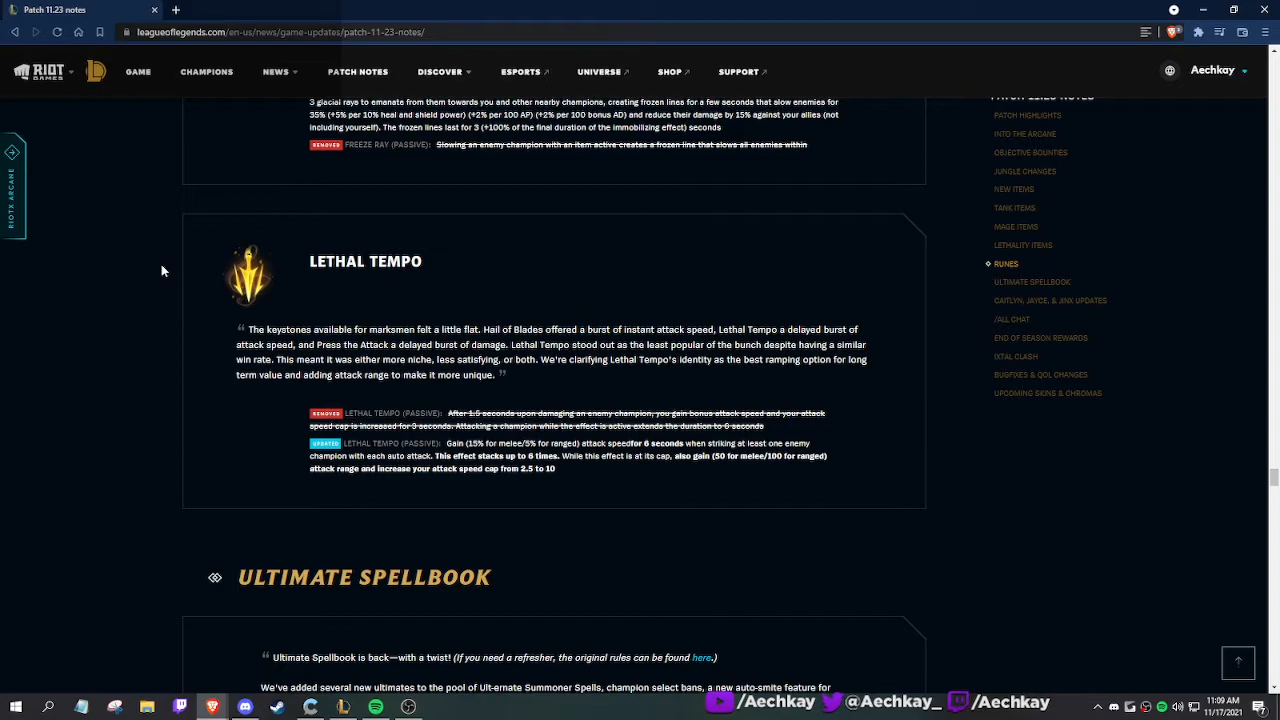 Patch 11.23 notes
leagueoflegends.com/en-us/news/game-updates/patch-11-23-notes/
RIOT GAMES
GAME
CHAMPIONS
NEWS
PATCH NOTES
DISCOVER
ESPORTS
UNIVERSE
SHOP
SUPPORT
Aechkay
RIOTX ARCANE
3 glacial rays to emanate from them towards you and other nearby champions, creating frozen lines for a few seconds that slow enemies for
35% (+5% per 10% heal and shield power) (+2% per 100 AP) (+2% per 100 bonus AD) and reduce their damage by 15% against your allies (not
including yourself). The frozen lines last for 3 (+100% of the final duration of the immobilizing effect) seconds
REMOVED FREEZE RAY (PASSIVE): Slowing an enemy champion with an item active creates a frozen line that slows all enemies within
LETHAL TEMPO
“ The keystones available for marksmen felt a little flat. Hail of Blades offered a burst of instant attack speed, Lethal Tempo a delayed burst of
attack speed, and Press the Attack a delayed burst of damage. Lethal Tempo stood out as the least popular of the bunch despite having a similar
win rate. This meant it was either more niche, less satisfying, or both. We're clarifying Lethal Tempo's identity as the best ramping option for long
term value and adding attack range to make it more unique. ”
REMOVED LETHAL TEMPO (PASSIVE): After 1.5 seconds upon damaging an enemy champion, you gain bonus attack speed and your attack
speed cap is increased for 3 seconds. Attacking a champion while the effect is active extends the duration to 6 seconds
UPDATED LETHAL TEMPO (PASSIVE): Gain (15% for melee/5% for ranged) attack speedfor 6 seconds when striking at least one enemy
champion with each auto attack. This effect stacks up to 6 times. While this effect is at its cap, also gain (50 for melee/100 for ranged)
attack range and increase your attack speed cap from 2.5 to 10
ULTIMATE SPELLBOOK
“ Ultimate Spellbook is back—with a twist! (If you need a refresher, the original rules can be found here.)
We've added several new ultimates to the pool of Ult-ernate Summoner Spells, champion select bans, a new auto-smite feature for
PATCH 11.23 NOTES
PATCH HIGHLIGHTS
INTO THE ARCANE
OBJECTIVE BOUNTIES
JUNGLE CHANGES
NEW ITEMS
TANK ITEMS
MAGE ITEMS
LETHALITY ITEMS
RUNES
ULTIMATE SPELLBOOK
CAITLYN, JAYCE, & JINX UPDATES
/ALL CHAT
END OF SEASON REWARDS
IXTAL CLASH
BUGFIXES & QOL CHANGES
UPCOMING SKINS & CHROMAS
/Aechkay
@Aechkay_
/Aechkay
11:09 AM
11/17/2021